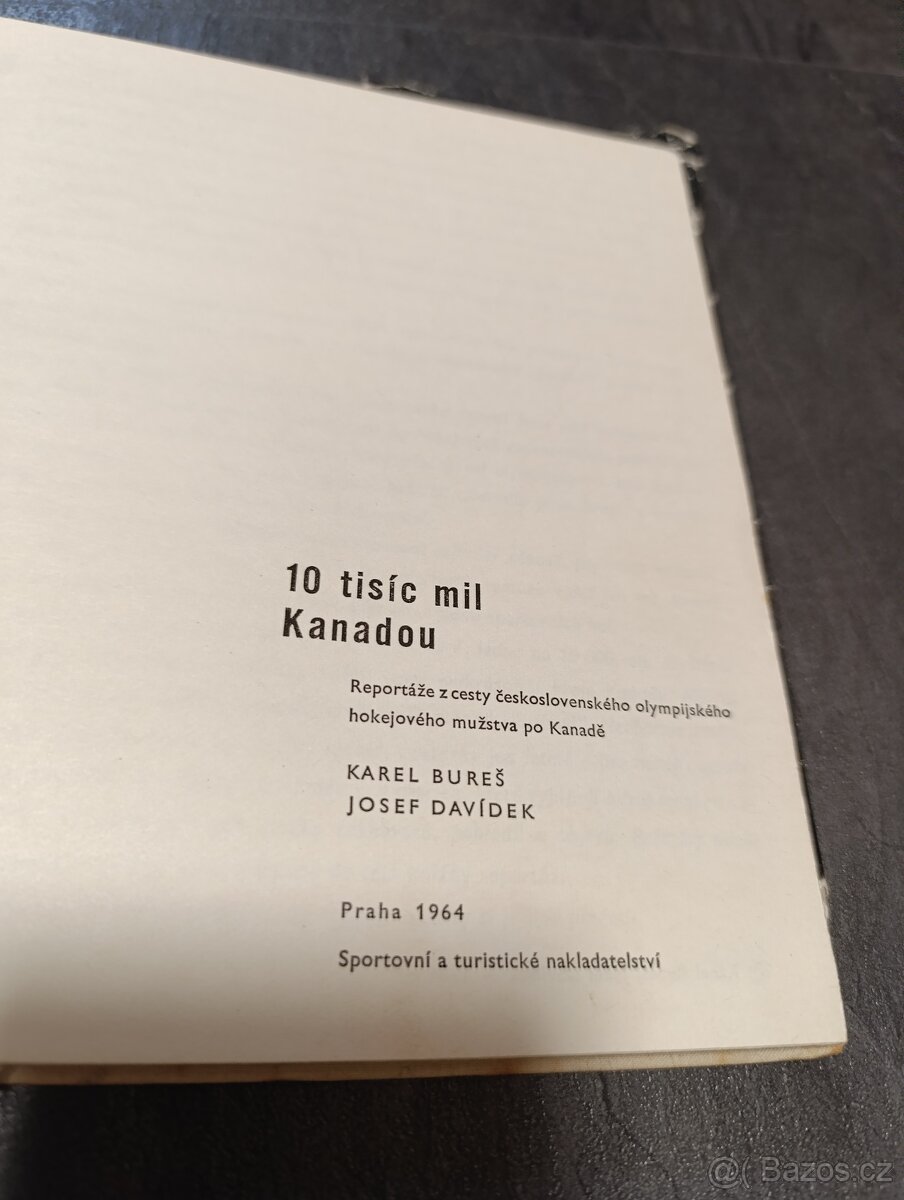 10 tisíc mil
Kanadou
Reportáže z cesty československého olympijského
hokejového mužstva po Kanadě
KAREL BUREŠ
JOSEF DAVÍDEK
Praha 1964
Sportovní a turistické nakladatelství
@( Bazos.cz